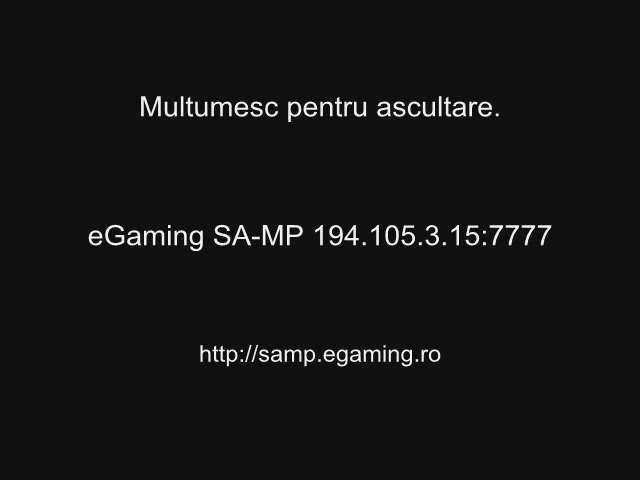 Multumesc pentru ascultare.
eGaming SA-MP 194.105.3.15:7777
http://samp.egaming.ro